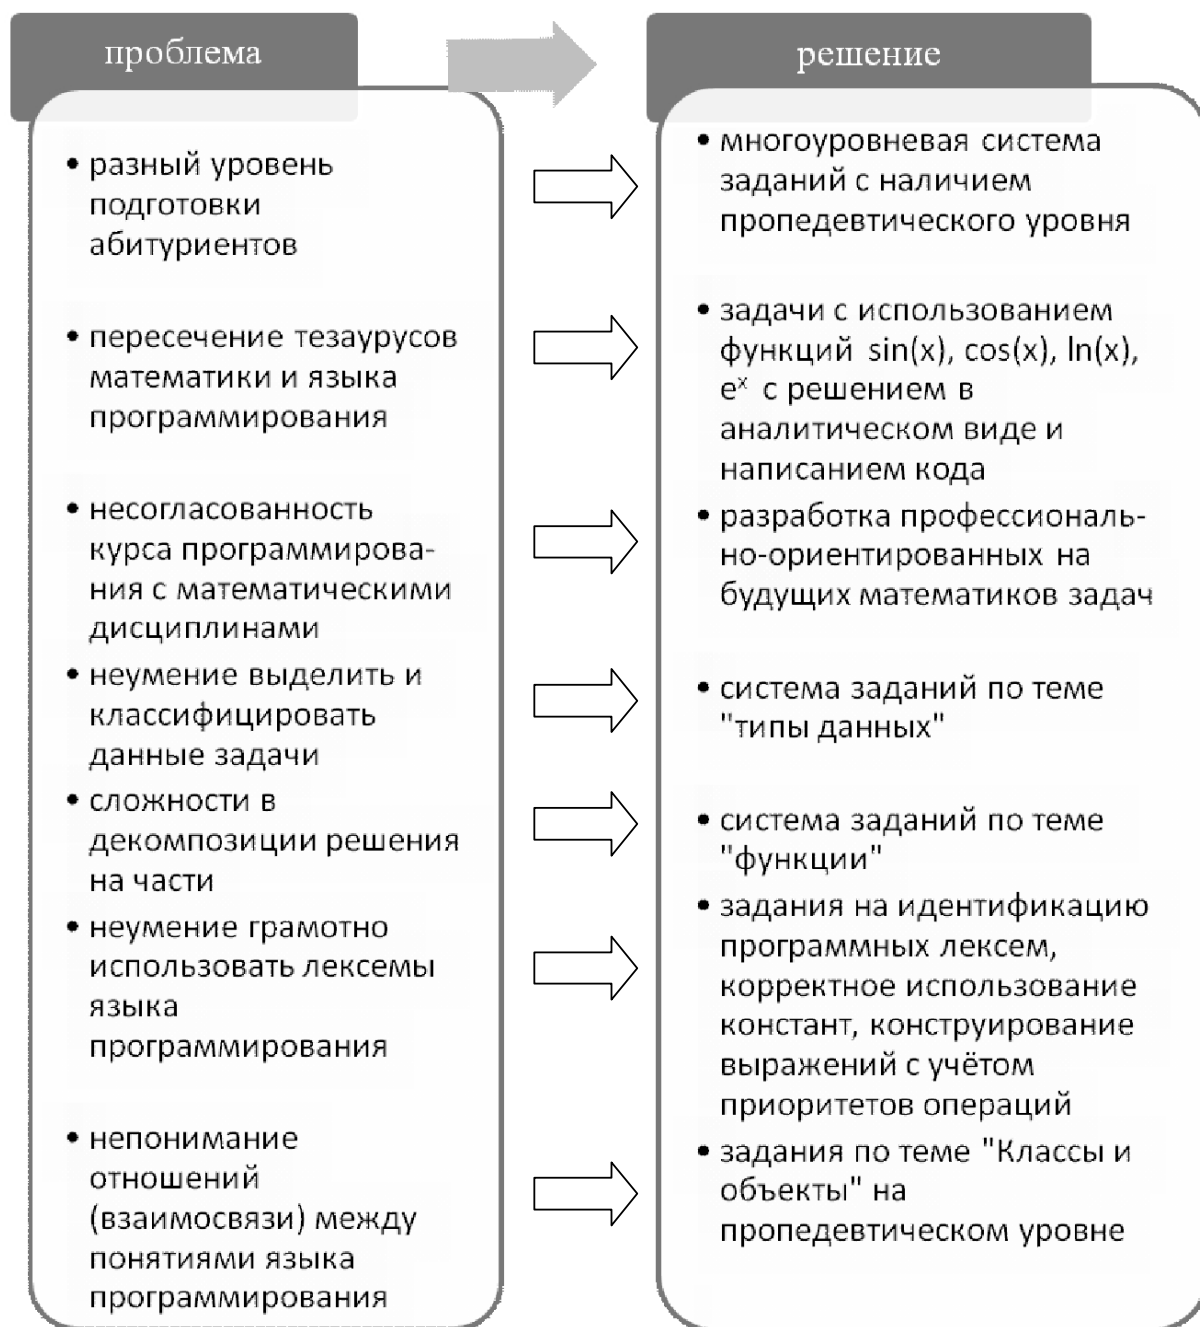 проблема
решение
• разный уровень
подготовки
абитуриентов
• многоуровневая система
заданий с наличием
пропедевтического уровня
• пересечение тезаурусов
математики и языка
программирования
• задачи с использованием
функций sin(x), cos(x), ln(x),
eˣ с решением в
аналитическом виде и
написанием кода
• несогласованность
курса программирова-
ния с математическими
дисциплинами
• разработка профессиональ-
но-ориентированных на
будущих математиков задач
• неумение выделить и
классифицировать
данные задачи
• система заданий по теме
"типы данных"
• сложности в
декомпозиции решения
на части
• система заданий по теме
"функции"
• неумение грамотно
использовать лексемы
языка
программирования
• задания на идентификацию
программных лексем,
корректное использование
констант, конструирование
выражений с учётом
приоритетов операций
• непонимание
отношений
(взаимосвязи) между
понятиями языка
программирования
• задания по теме "Классы и
объекты" на
пропедевтическом уровне